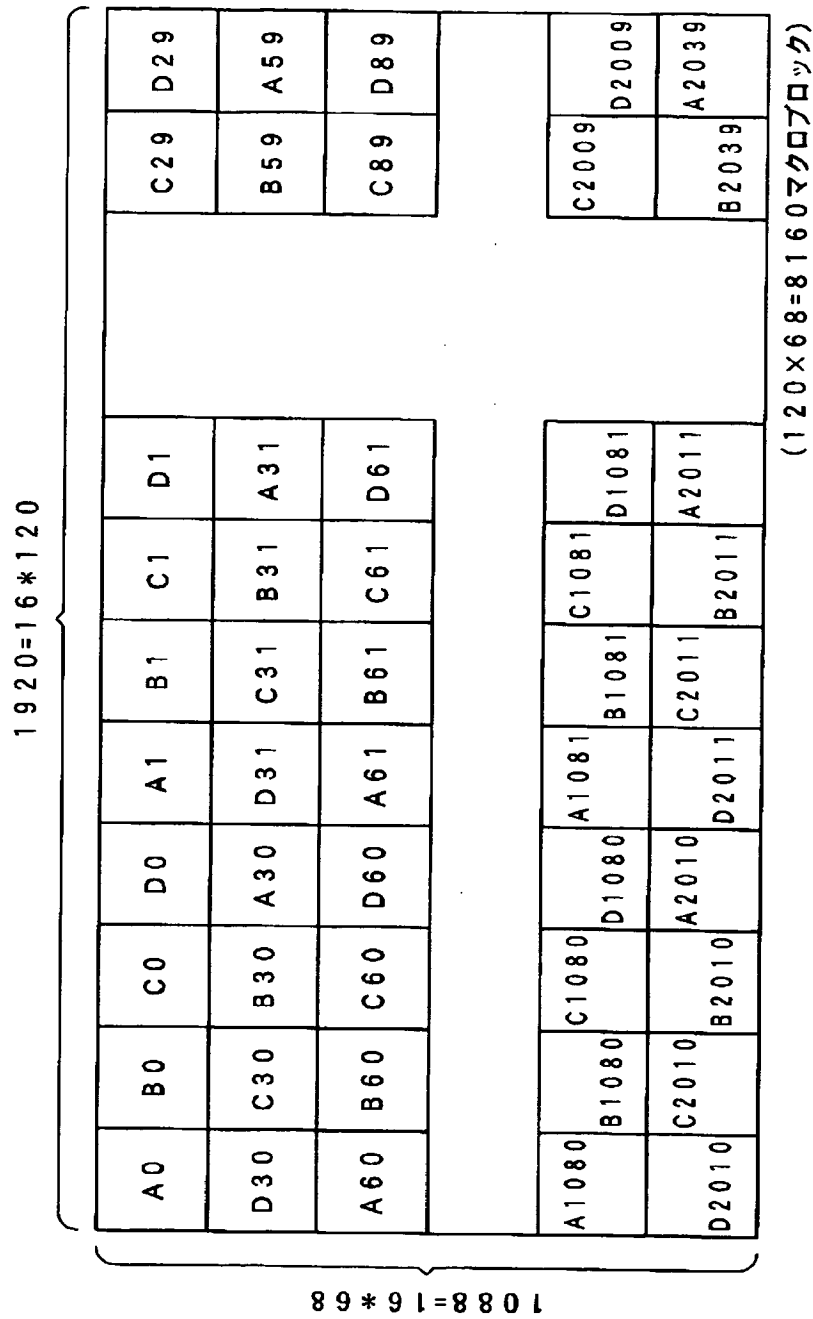 1920=16*120
1088=16*68
A0 B0 C0 D0 A1 B1 C1 D1 C29 D29
D30 C30 B30 A30 D31 C31 B31 A31 B59 A59
A60 B60 C60 D60 A61 B61 C61 D61 C89 D89
A1080 B1080 C1080 D1080 A1081 B1081 C1081 D1081 C2009 D2009
D2010 C2010 B2010 A2010 D2011 C2011 B2011 A2011 B2039 A2039
(120×68=8160マクロブロック)